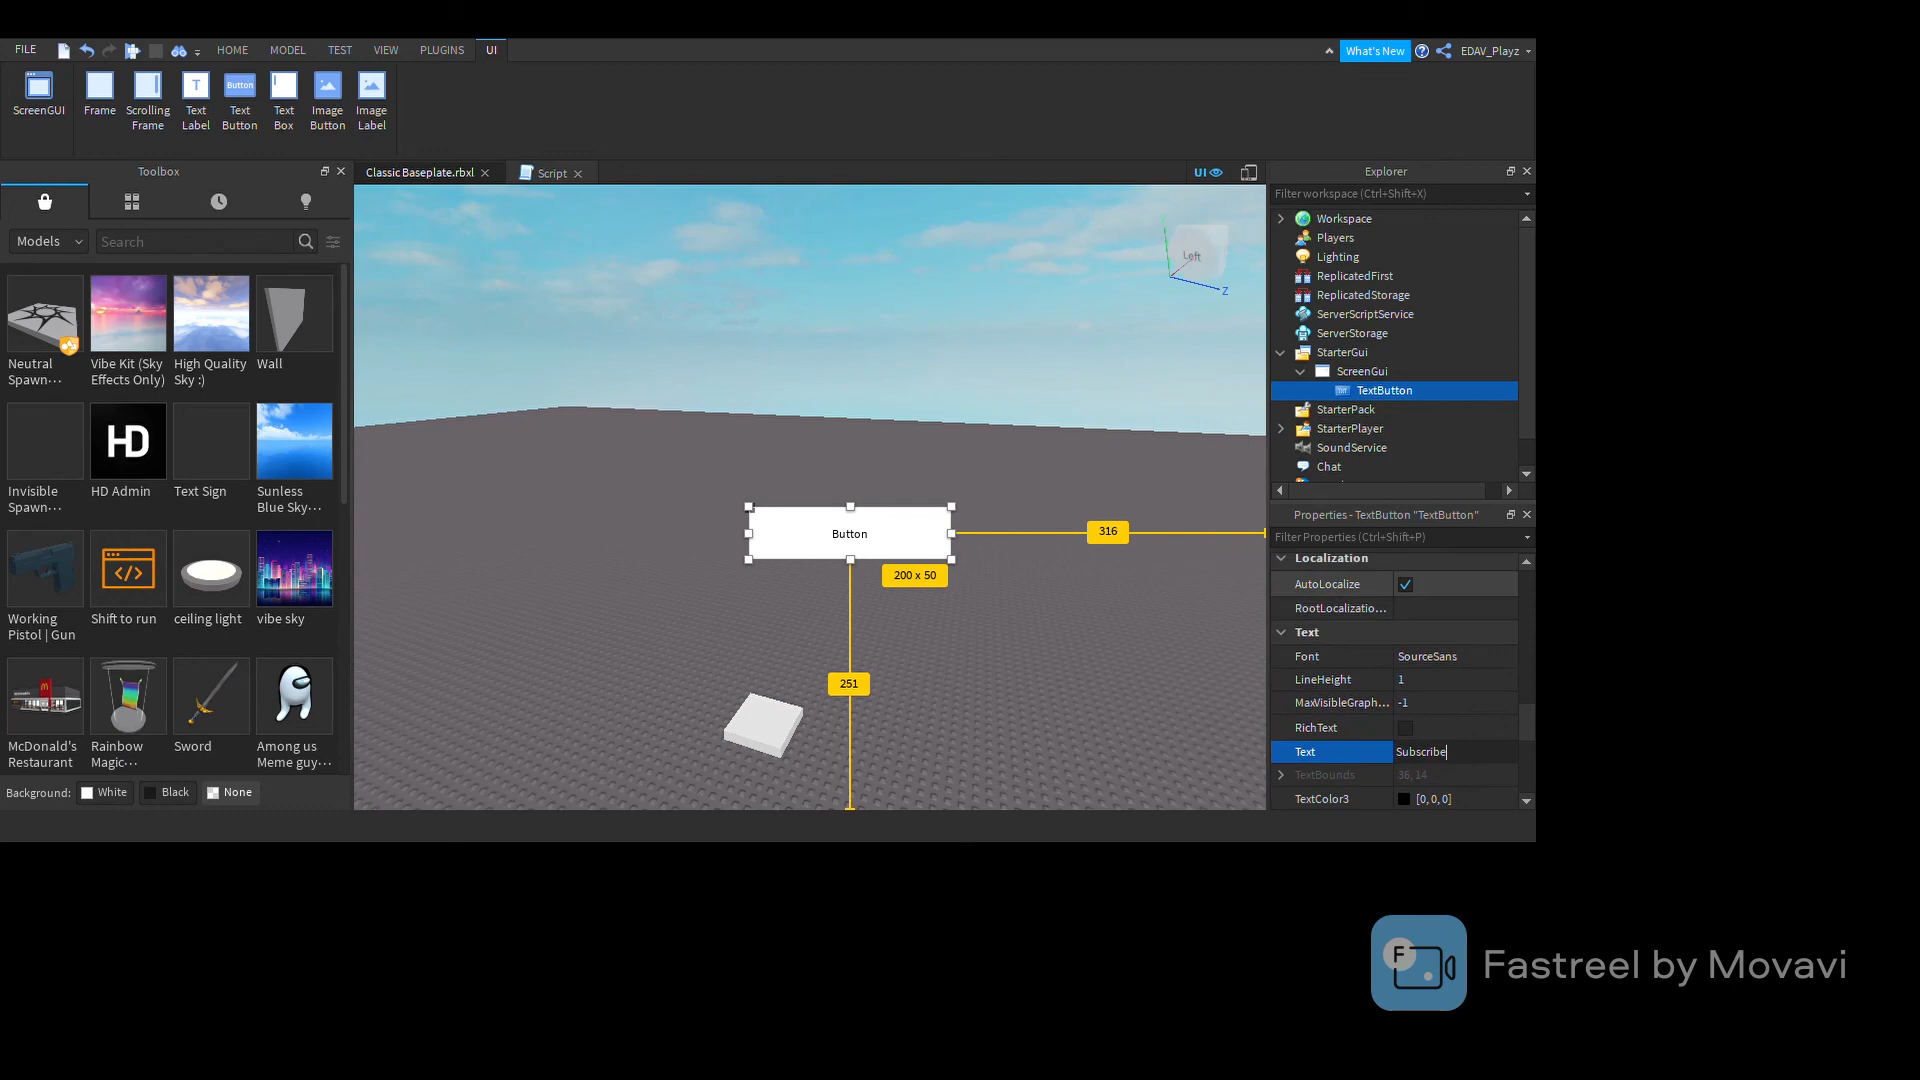 FILE
HOME
MODEL
TEST
VIEW
PLUGINS
UI
What's New
EDAV_Playz
ScreenGUI
Frame
Scrolling
Frame
Text
Label
Button
Text
Button
Text
Box
Image
Button
Image
Label
Toolbox
Classic Baseplate.rbxl
Script
UI
Explorer
Models
Search
Filter workspace (Ctrl+Shift+X)
Workspace
Players
Lighting
ReplicatedFirst
ReplicatedStorage
ServerScriptService
ServerStorage
StarterGui
ScreenGui
TextButton
StarterPack
StarterPlayer
SoundService
Chat
Neutral
Spawn···
Vibe Kit (Sky
Effects Only)
High Quality
Sky :)
Wall
Invisible
Spawn···
HD
HD Admin
Text Sign
Sunless
Blue Sky···
Working
Pistol | Gun
Shift to run
ceiling light
vibe sky
McDonald's
Restaurant
Rainbow
Magic···
Sword
Among us
Meme guy···
Background:
White
Black
None
Left
Z
Button
316
200 x 50
251
Properties - TextButton "TextButton"
Filter Properties (Ctrl+Shift+P)
Localization
AutoLocalize
RootLocalizatio...
Text
Font
SourceSans
LineHeight
1
MaxVisibleGraph...
-1
RichText
Text
Subscribe
TextBounds
36, 14
TextColor3
[0, 0, 0]
F
Fastreel by Movavi